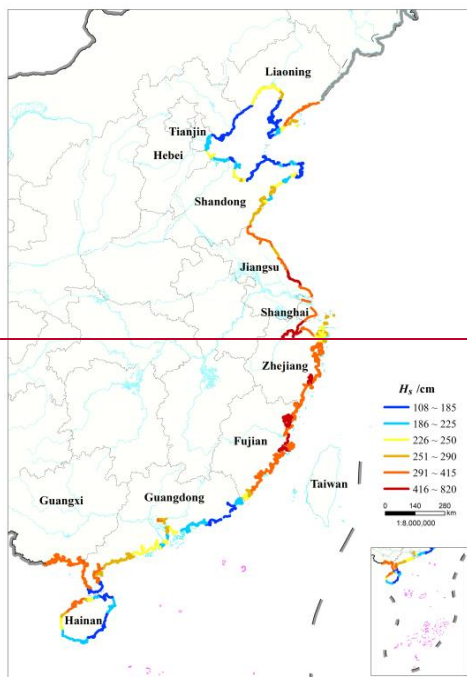 Liaoning
Tianjin
Hebei
Shandong
Jiangsu
Shanghai
Zhejiang
Hs /cm
108 ~ 185
186 ~ 225
226 ~ 250
251 ~ 290
291 ~ 415
416 ~ 820
Fujian
Taiwan
Guangxi
Guangdong
0 140 280
km
1:8,000,000
Hainan